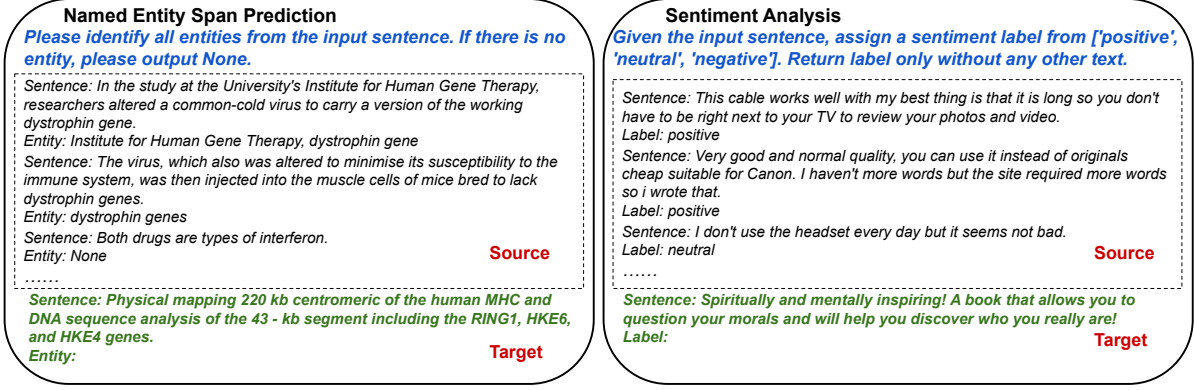 Named Entity Span Prediction
Please identify all entities from the input sentence. If there is no
entity, please output None.
Sentence: In the study at the University's Institute for Human Gene Therapy,
researchers altered a common-cold virus to carry a version of the working
dystrophin gene.
Entity: Institute for Human Gene Therapy, dystrophin gene
Sentence: The virus, which also was altered to minimise its susceptibility to the
immune system, was then injected into the muscle cells of mice bred to lack
dystrophin genes.
Entity: dystrophin genes
Sentence: Both drugs are types of interferon.
Entity: None
Source
......
Sentence: Physical mapping 220 kb centromeric of the human MHC and
DNA sequence analysis of the 43 - kb segment including the RING1, HKE6,
and HKE4 genes.
Entity:
Target
Sentiment Analysis
Given the input sentence, assign a sentiment label from ['positive',
'neutral', 'negative']. Return label only without any other text.
Sentence: This cable works well with my best thing is that it is long so you don't
have to be right next to your TV to review your photos and video.
Label: positive
Sentence: Very good and normal quality, you can use it instead of originals
cheap suitable for Canon. I haven't more words but the site required more words
so i wrote that.
Label: positive
Sentence: I don't use the headset every day but it seems not bad.
Label: neutral
Source
......
Sentence: Spiritually and mentally inspiring! A book that allows you to
question your morals and will help you discover who you really are!
Label:
Target